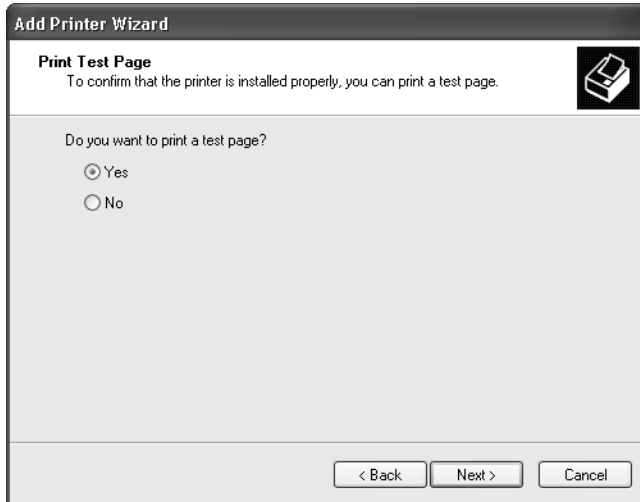 Add Printer Wizard
Print Test Page
To confirm that the printer is installed properly, you can print a test page.
Do you want to print a test page?
Yes
No
< Back
Next >
Cancel